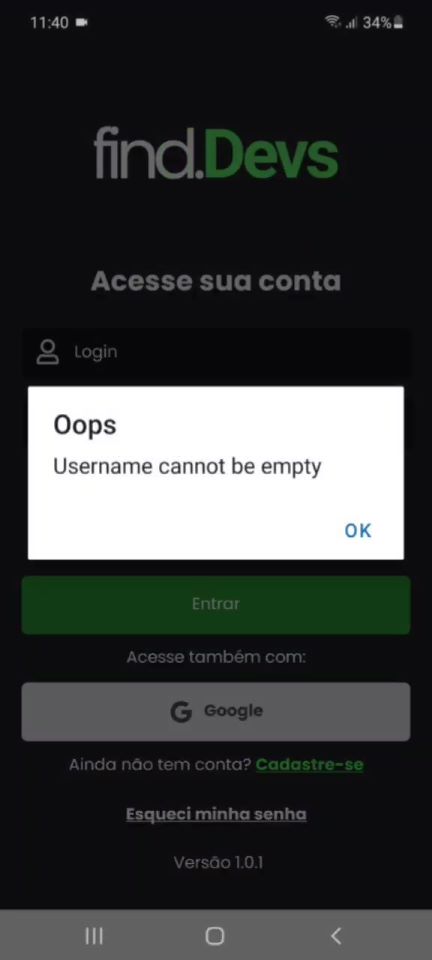 11:40 34%
find.Devs
Acesse sua conta
Login
Oops
Username cannot be empty
OK
Entrar
Acesse também com:
Google
Ainda não tem conta? Cadastre-se
Esqueci minha senha
Versão 1.0.1